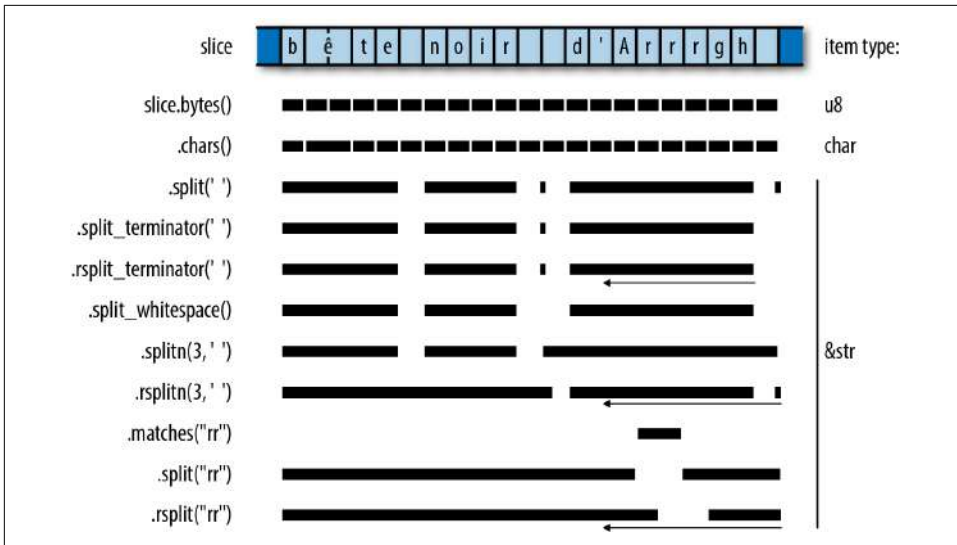 slice b ê t e n o i r d ' A r r r g h item type:
slice.bytes() u8
.chars() char
.split(' ')
.split_terminator(' ')
.rsplit_terminator(' ')
.split_whitespace()
.splitn(3, ' ') &str
.rsplitn(3, ' ')
.matches("rr")
.split("rr")
.rsplit("rr")